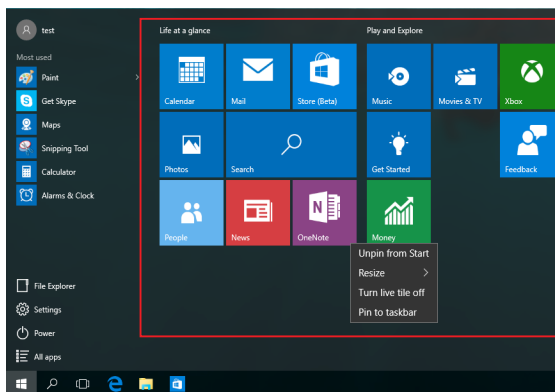 test
Most used
Paint
Get Skype
Maps
Snipping Tool
Calculator
Alarms & Clock
File Explorer
Settings
Power
All apps
Life at a glance
Calendar
Mail
Store (Beta)
Photos
Search
People
News
OneNote
Play and Explore
Music
Movies & TV
Xbox
Get Started
Feedback
Money
Unpin from Start
Resize
Turn live tile off
Pin to taskbar